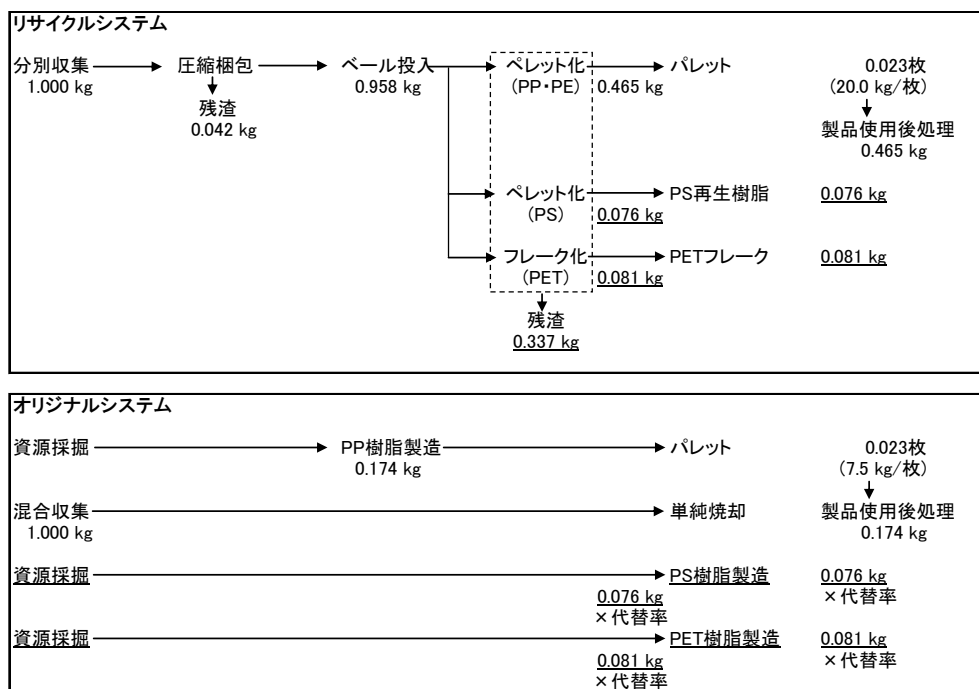 リサイクルシステム
分別収集 圧縮梱包 ベール投入 ペレット化 パレット 0.023枚
1.000 kg 0.958 kg (PP・PE) 0.465 kg (20.0 kg/枚)
残渣
0.042 kg
製品使用後処理
0.465 kg
ペレット化 PS再生樹脂 0.076 kg
(PS) 0.076 kg
フレーク化 PETフレーク 0.081 kg
(PET) 0.081 kg
残渣
0.337 kg
オリジナルシステム
資源採掘 PP樹脂製造 パレット 0.023枚
0.174 kg (7.5 kg/枚)
混合収集 単純焼却 製品使用後処理
1.000 kg 0.174 kg
資源採掘 PS樹脂製造 0.076 kg
0.076 kg ×代替率
×代替率
資源採掘 PET樹脂製造 0.081 kg
0.081 kg ×代替率
×代替率